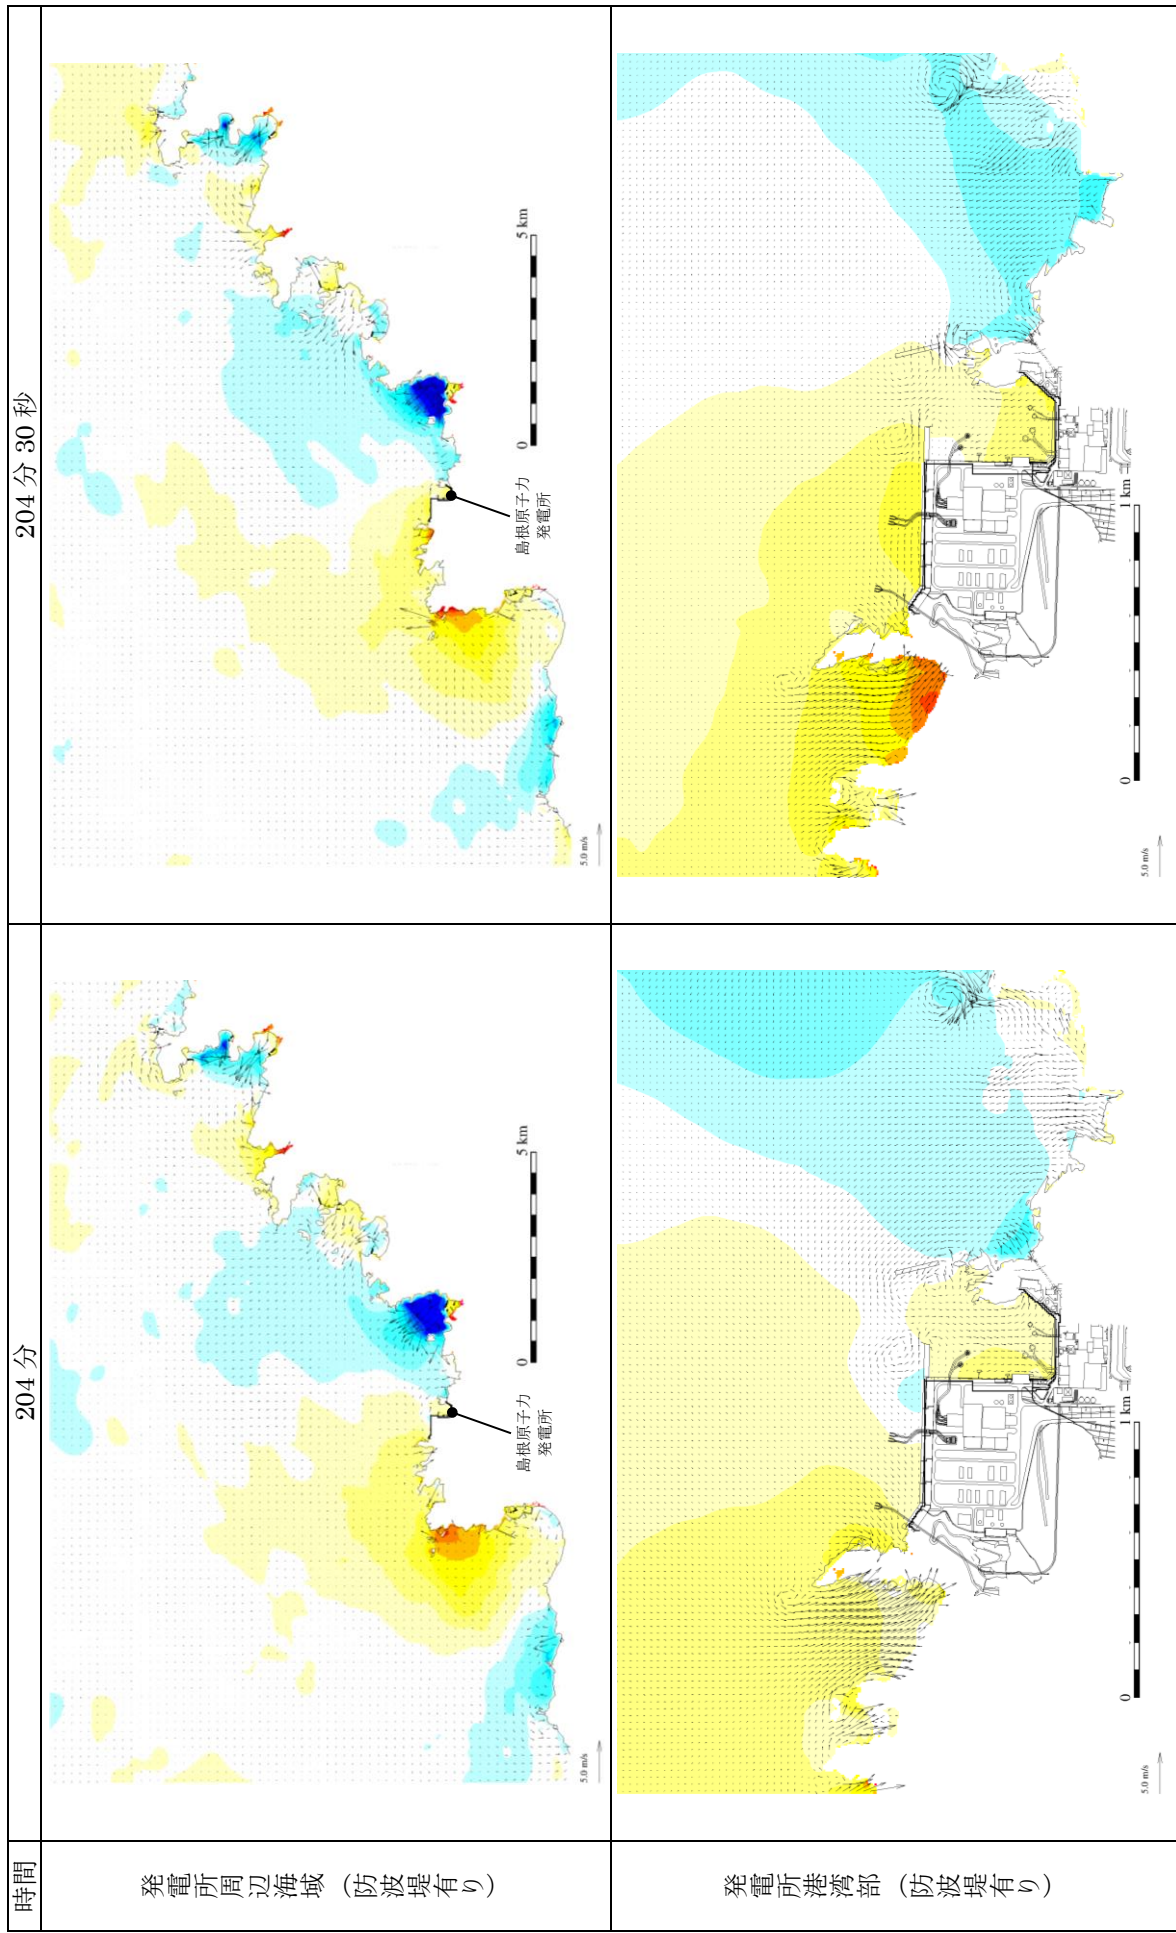 時間
204分
204分30秒
発電所周辺海域（防波堤有り）
島根原子力
発電所
0
5 km
5.0 m/s
島根原子力
発電所
0
5 km
5.0 m/s
発電所港湾部（防波堤有り）
0
1 km
5.0 m/s
0
1 km
5.0 m/s